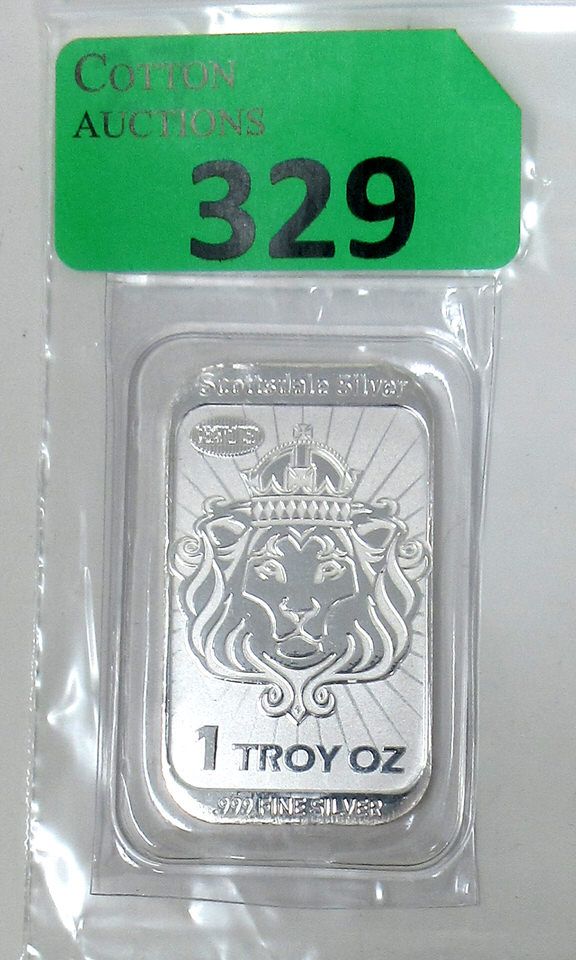 COTTON
AUCTIONS
329
Scottsdale Silver
1 TROY OZ
.999 FINE SILVER